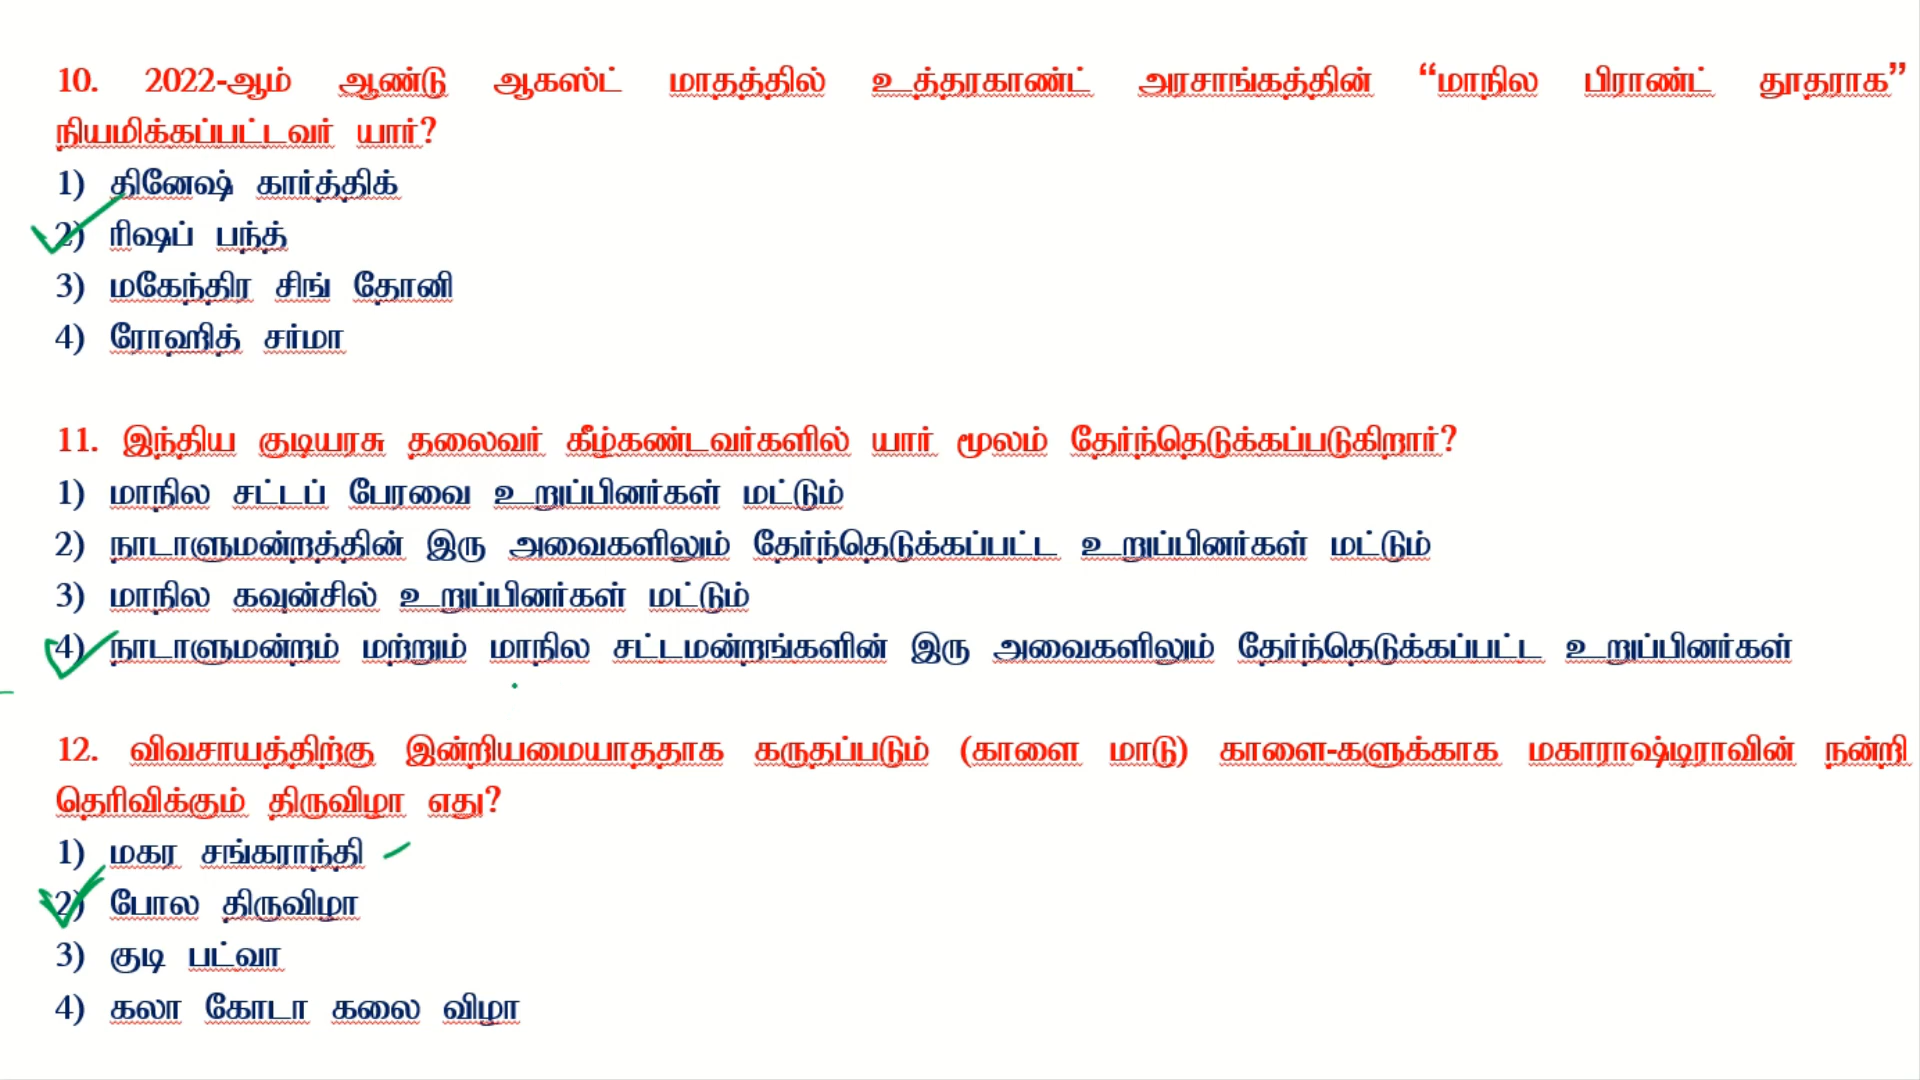 10. 2022-ஆம் ஆண்டு ஆகஸ்ட் மாதத்தில் உத்தரகாண்ட் அரசாங்கத்தின் “மாநில பிராண்ட் தூதராக”
நியமிக்கப்பட்டவர் யார்?
1) தினேஷ் கார்த்திக்
2) ரிஷப் பந்த்
3) மகேந்திர சிங் தோனி
4) ரோஹித் சர்மா
11. இந்திய குடியரசு தலைவர் கீழ்கண்டவர்களில் யார் மூலம் தேர்ந்தெடுக்கப்படுகிறார்?
1) மாநில சட்டப் பேரவை உறுப்பினர்கள் மட்டும்
2) நாடாளுமன்றத்தின் இரு அவைகளிலும் தேர்ந்தெடுக்கப்பட்ட உறுப்பினர்கள் மட்டும்
3) மாநில கவுன்சில் உறுப்பினர்கள் மட்டும்
4) நாடாளுமன்றம் மற்றும் மாநில சட்டமன்றங்களின் இரு அவைகளிலும் தேர்ந்தெடுக்கப்பட்ட உறுப்பினர்கள்
12. விவசாயத்திற்கு இன்றியமையாததாக கருதப்படும் (காளை மாடு) காளை-களுக்காக மகாராஷ்டிராவின் நன்றி
தெரிவிக்கும் திருவிழா எது?
1) மகர சங்கராந்தி
2) போல திருவிழா
3) குடி பட்வா
4) கலா கோடா கலை விழா